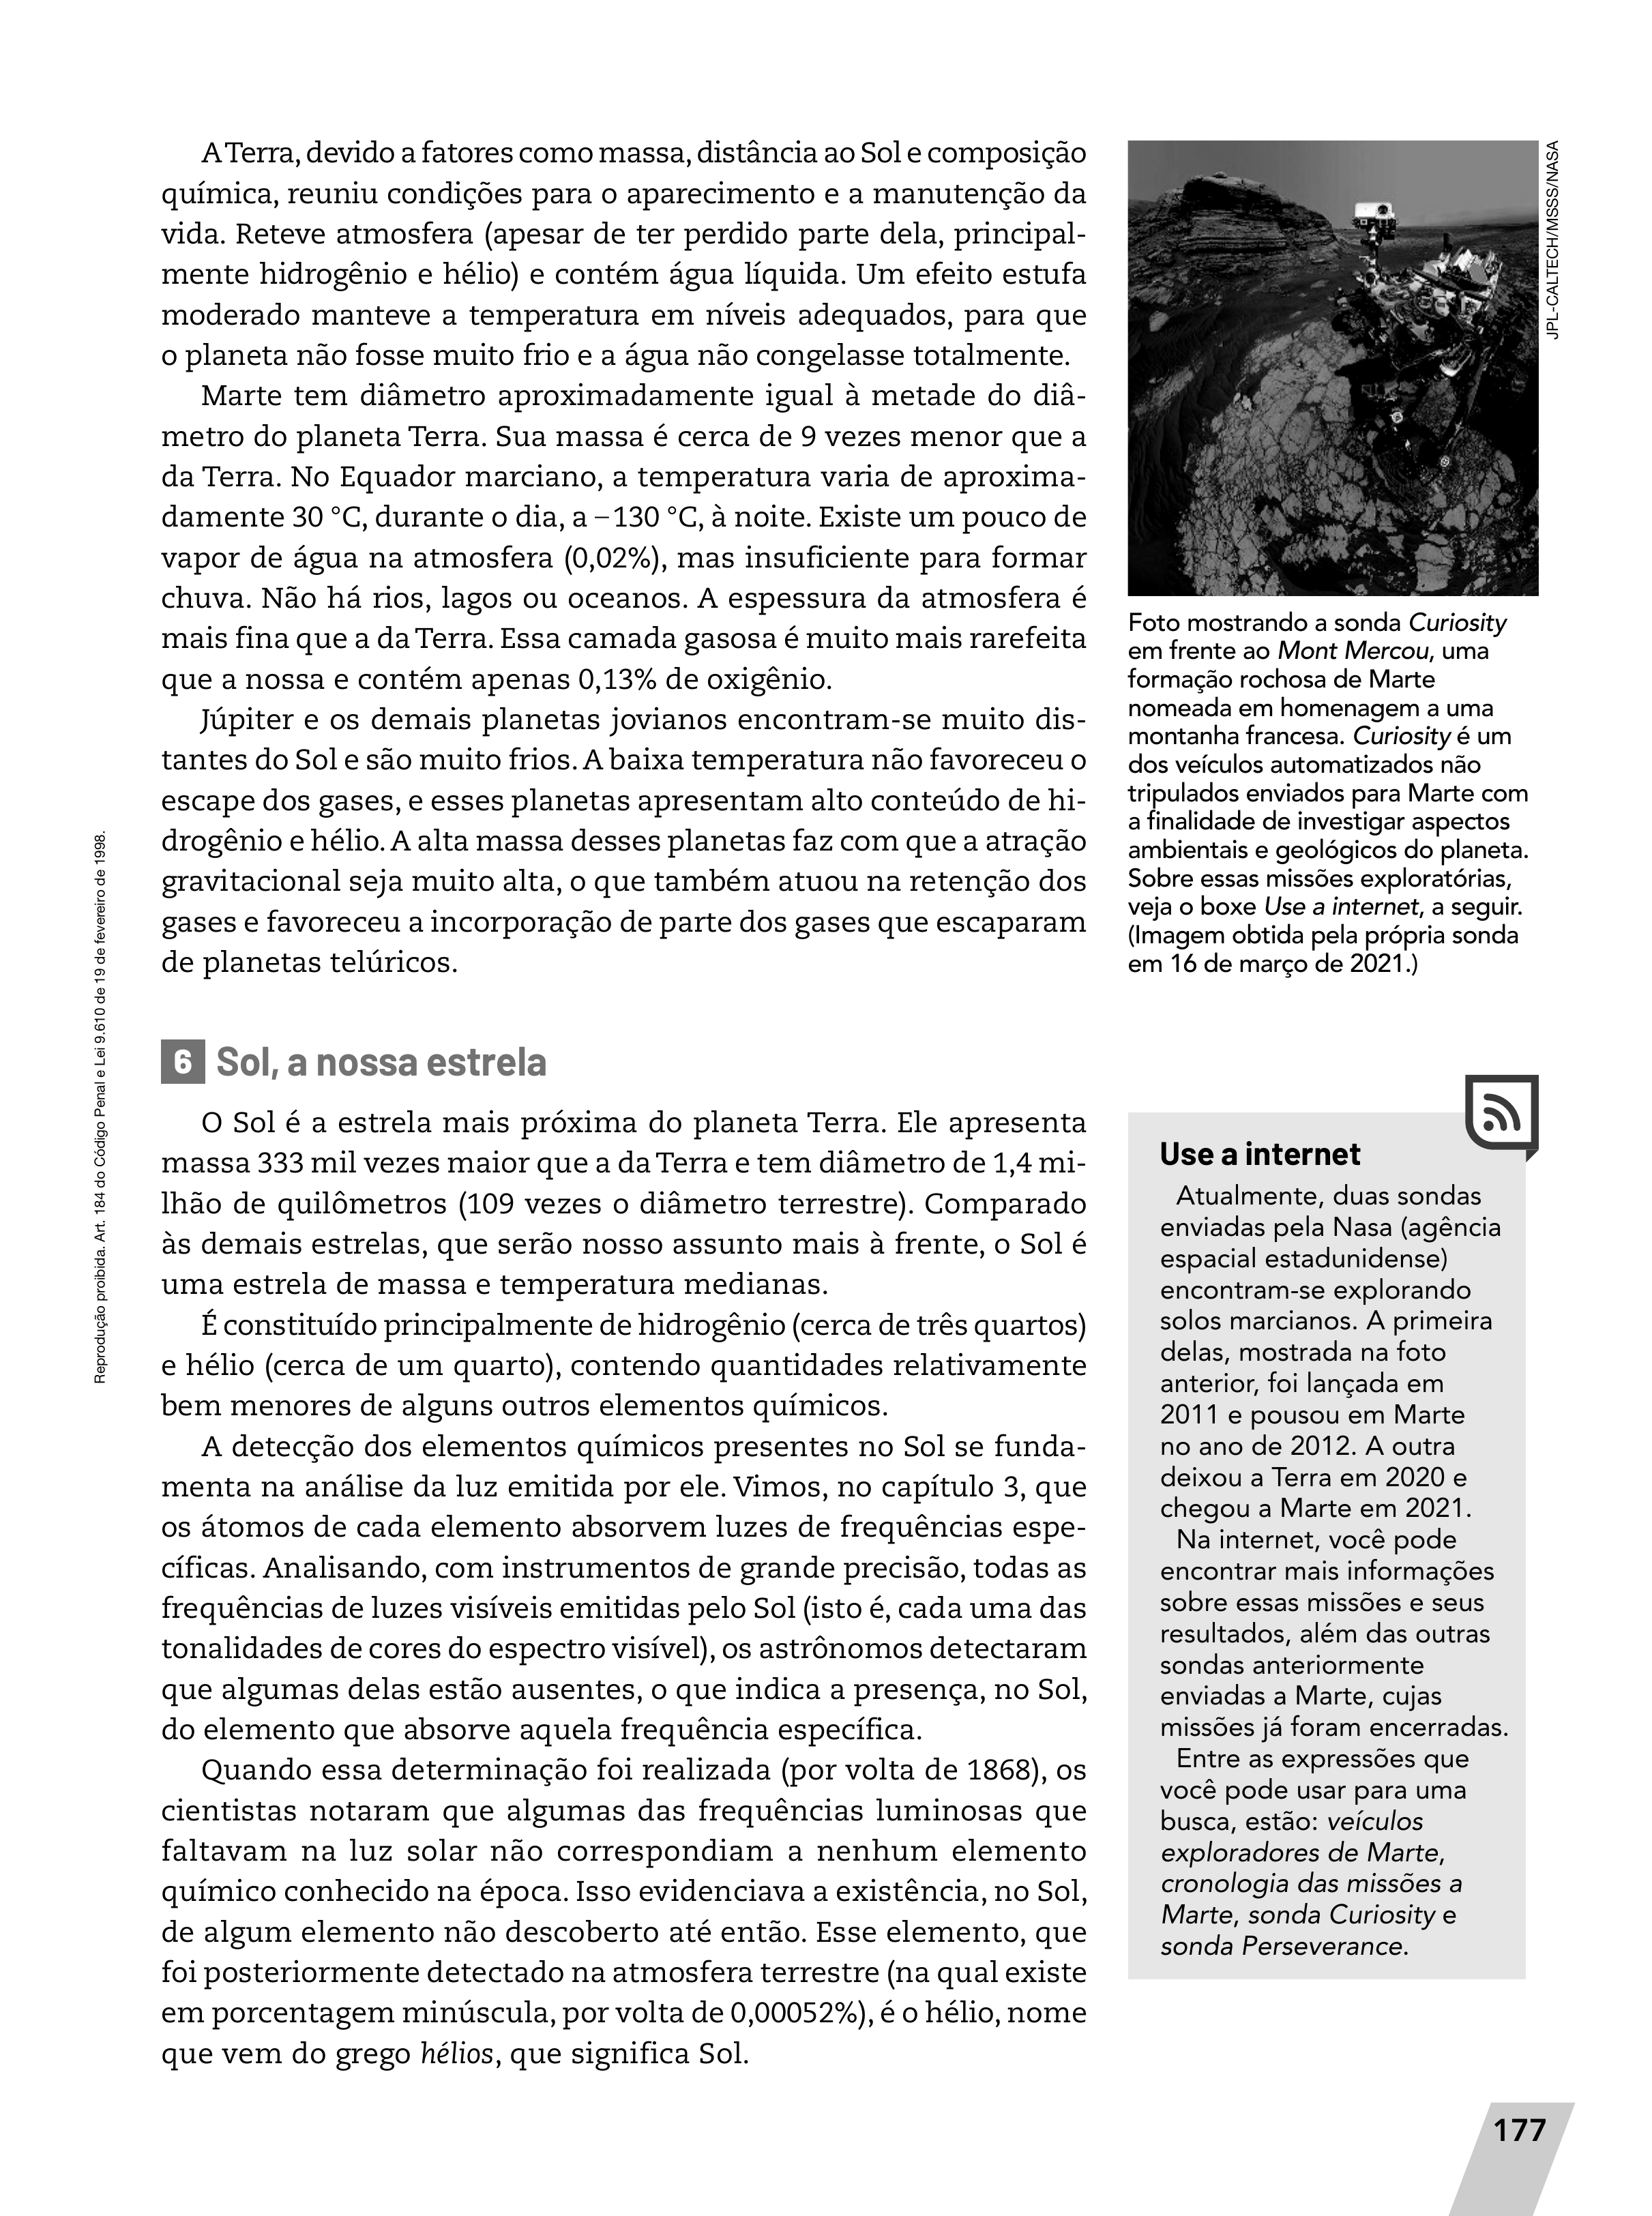 A Terra, devido a fatores como massa, distância ao Sol e composição
química, reuniu condições para o aparecimento e a manutenção da
vida. Reteve atmosfera (apesar de ter perdido parte dela, principal-
mente hidrogênio e hélio) e contém água líquida. Um efeito estufa
moderado manteve a temperatura em níveis adequados, para que
o planeta não fosse muito frio e a água não congelasse totalmente.
Marte tem diâmetro aproximadamente igual à metade do diâ-
metro do planeta Terra. Sua massa é cerca de 9 vezes menor que a
da Terra. No Equador marciano, a temperatura varia de aproxima-
damente 30 °C, durante o dia, a −130 °C, à noite. Existe um pouco de
vapor de água na atmosfera (0,02%), mas insuficiente para formar
chuva. Não há rios, lagos ou oceanos. A espessura da atmosfera é
mais fina que a da Terra. Essa camada gasosa é muito mais rarefeita
que a nossa e contém apenas 0,13% de oxigênio.
Júpiter e os demais planetas jovianos encontram-se muito dis-
tantes do Sol e são muito frios. A baixa temperatura não favoreceu o
escape dos gases, e esses planetas apresentam alto conteúdo de hi-
drogênio e hélio. A alta massa desses planetas faz com que a atração
gravitacional seja muito alta, o que também atuou na retenção dos
gases e favoreceu a incorporação de parte dos gases que escaparam
de planetas telúricos.
JPL-CALTECH/MSSS/NASA
Foto mostrando a sonda Curiosity
em frente ao Mont Mercou, uma
formação rochosa de Marte
nomeada em homenagem a uma
montanha francesa. Curiosity é um
dos veículos automatizados não
tripulados enviados para Marte com
a finalidade de investigar aspectos
ambientais e geológicos do planeta.
Sobre essas missões exploratórias,
veja o boxe Use a internet, a seguir.
(Imagem obtida pela própria sonda
em 16 de março de 2021.)
6 Sol, a nossa estrela
O Sol é a estrela mais próxima do planeta Terra. Ele apresenta
massa 333 mil vezes maior que a da Terra e tem diâmetro de 1,4 mi-
lhão de quilômetros (109 vezes o diâmetro terrestre). Comparado
às demais estrelas, que serão nosso assunto mais à frente, o Sol é
uma estrela de massa e temperatura medianas.
É constituído principalmente de hidrogênio (cerca de três quartos)
e hélio (cerca de um quarto), contendo quantidades relativamente
bem menores de alguns outros elementos químicos.
A detecção dos elementos químicos presentes no Sol se funda-
menta na análise da luz emitida por ele. Vimos, no capítulo 3, que
os átomos de cada elemento absorvem luzes de frequências espe-
cíficas. Analisando, com instrumentos de grande precisão, todas as
frequências de luzes visíveis emitidas pelo Sol (isto é, cada uma das
tonalidades de cores do espectro visível), os astrônomos detectaram
que algumas delas estão ausentes, o que indica a presença, no Sol,
do elemento que absorve aquela frequência específica.
Quando essa determinação foi realizada (por volta de 1868), os
cientistas notaram que algumas das frequências luminosas que
faltavam na luz solar não correspondiam a nenhum elemento
químico conhecido na época. Isso evidenciava a existência, no Sol,
de algum elemento não descoberto até então. Esse elemento, que
foi posteriormente detectado na atmosfera terrestre (na qual existe
em porcentagem minúscula, por volta de 0,00052%), é o hélio, nome
que vem do grego hélios, que significa Sol.
Use a internet
Atualmente, duas sondas
enviadas pela Nasa (agência
espacial estadunidense)
encontram-se explorando
solos marcianos. A primeira
delas, mostrada na foto
anterior, foi lançada em
2011 e pousou em Marte
no ano de 2012. A outra
deixou a Terra em 2020 e
chegou a Marte em 2021.
Na internet, você pode
encontrar mais informações
sobre essas missões e seus
resultados, além das outras
sondas anteriormente
enviadas a Marte, cujas
missões já foram encerradas.
Entre as expressões que
você pode usar para uma
busca, estão: veículos
exploradores de Marte,
cronologia das missões a
Marte, sonda Curiosity e
sonda Perseverance.
Reprodução proibida. Art. 184 do Código Penal e Lei 9.610 de 19 de fevereiro de 1998.
177